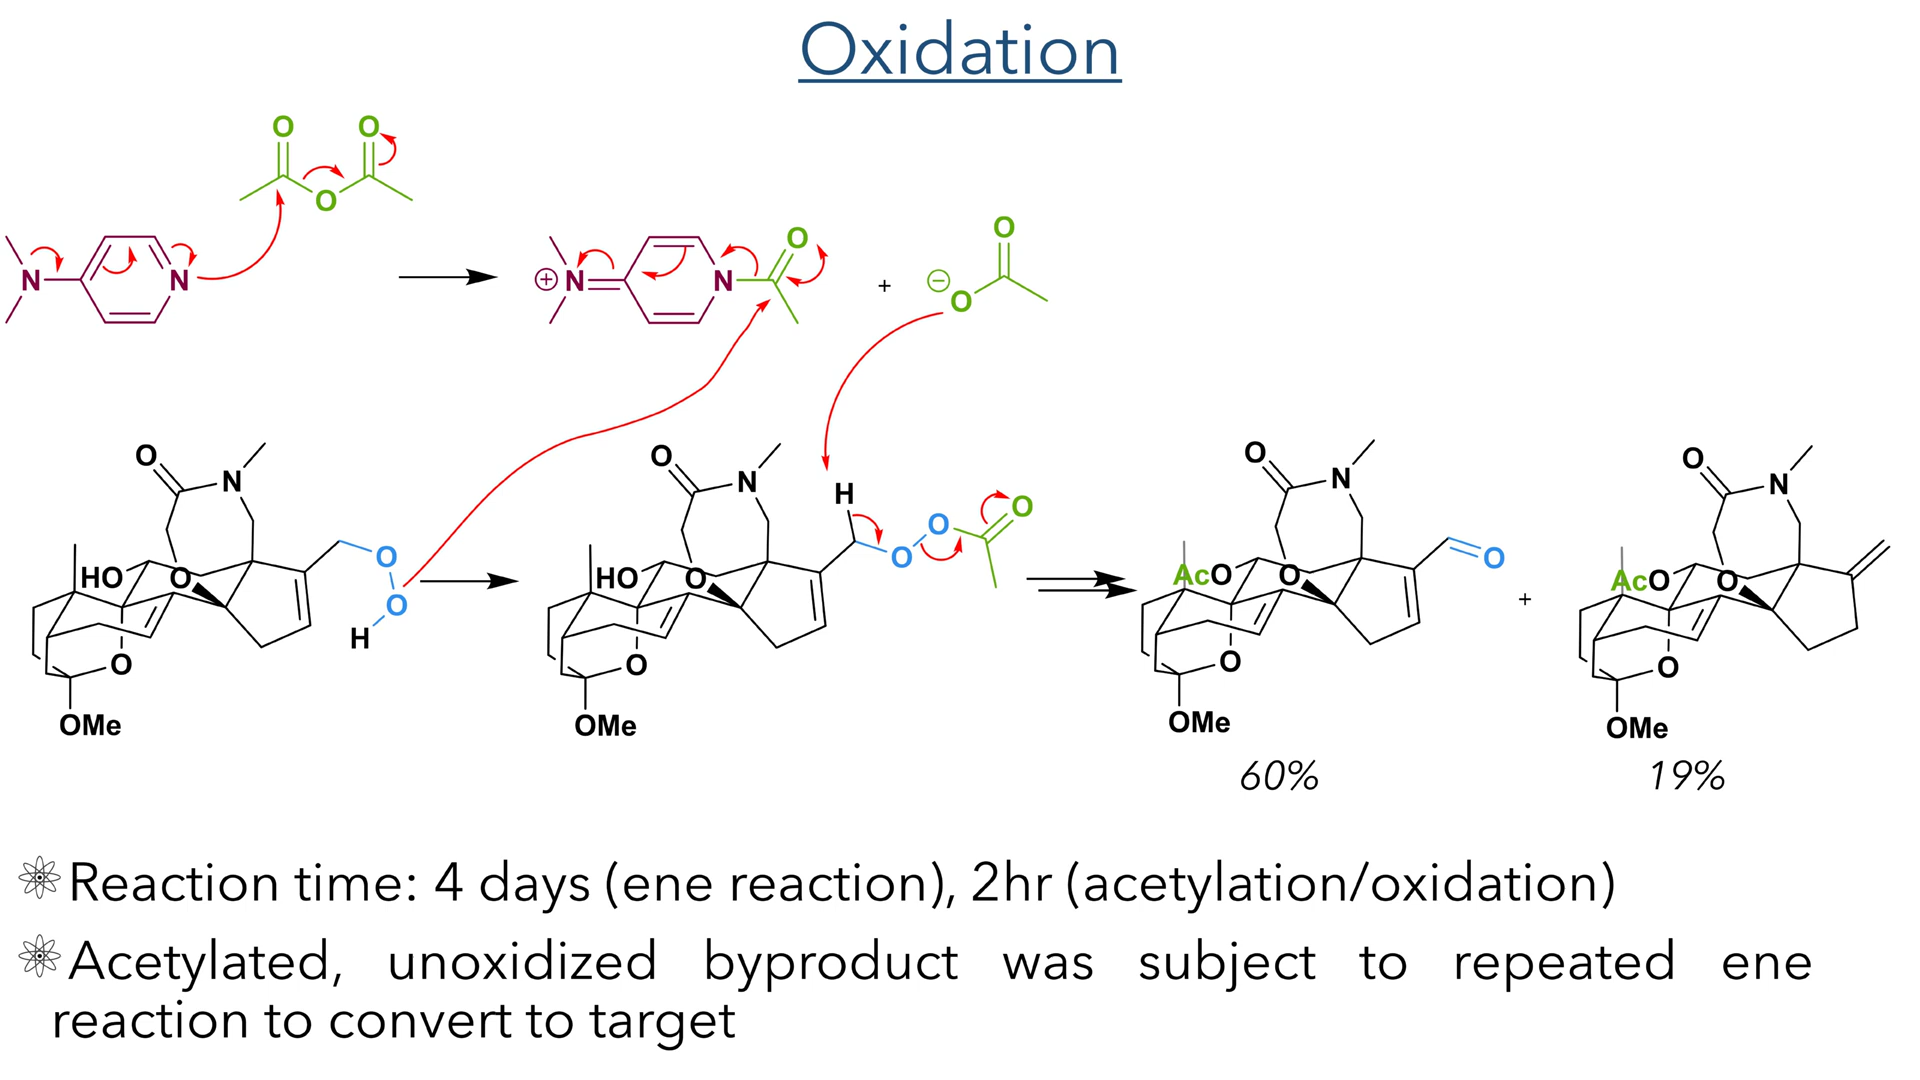 Oxidation
O O
O
N N
⊕ N N O
+
⊖ O O
O N
HO O O O H
O
OMe
O N
H
HO O O O O
O
OMe
O N
AcO O O
O
OMe
60%
+
O N
AcO O
O
OMe
19%
Reaction time: 4 days (ene reaction), 2hr (acetylation/oxidation)
Acetylated, unoxidized byproduct was subject to repeated ene
reaction to convert to target